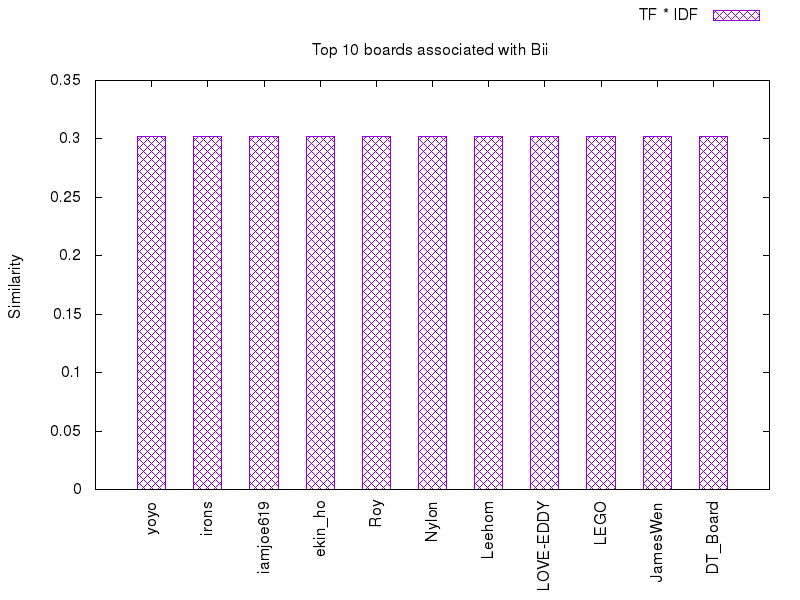 TF * IDF
Top 10 boards associated with Bii
0.35
0.3
0.25
0.2
0.15
0.1
0.05
0
Similarity
yoyo
irons
iamjoe619
ekin_ho
Roy
Nylon
Leehom
LOVE-EDDY
LEGO
JamesWen
DT_Board